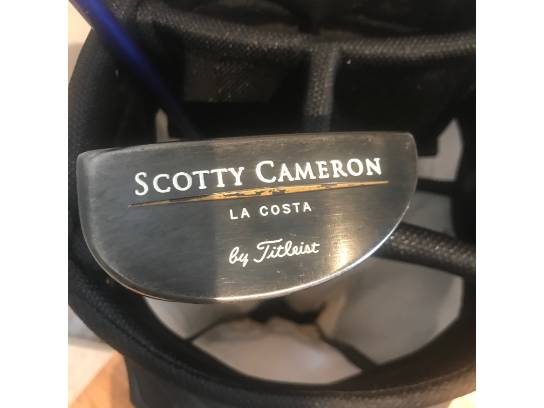 SCOTTY CAMERON
LA COSTA
by Titleist